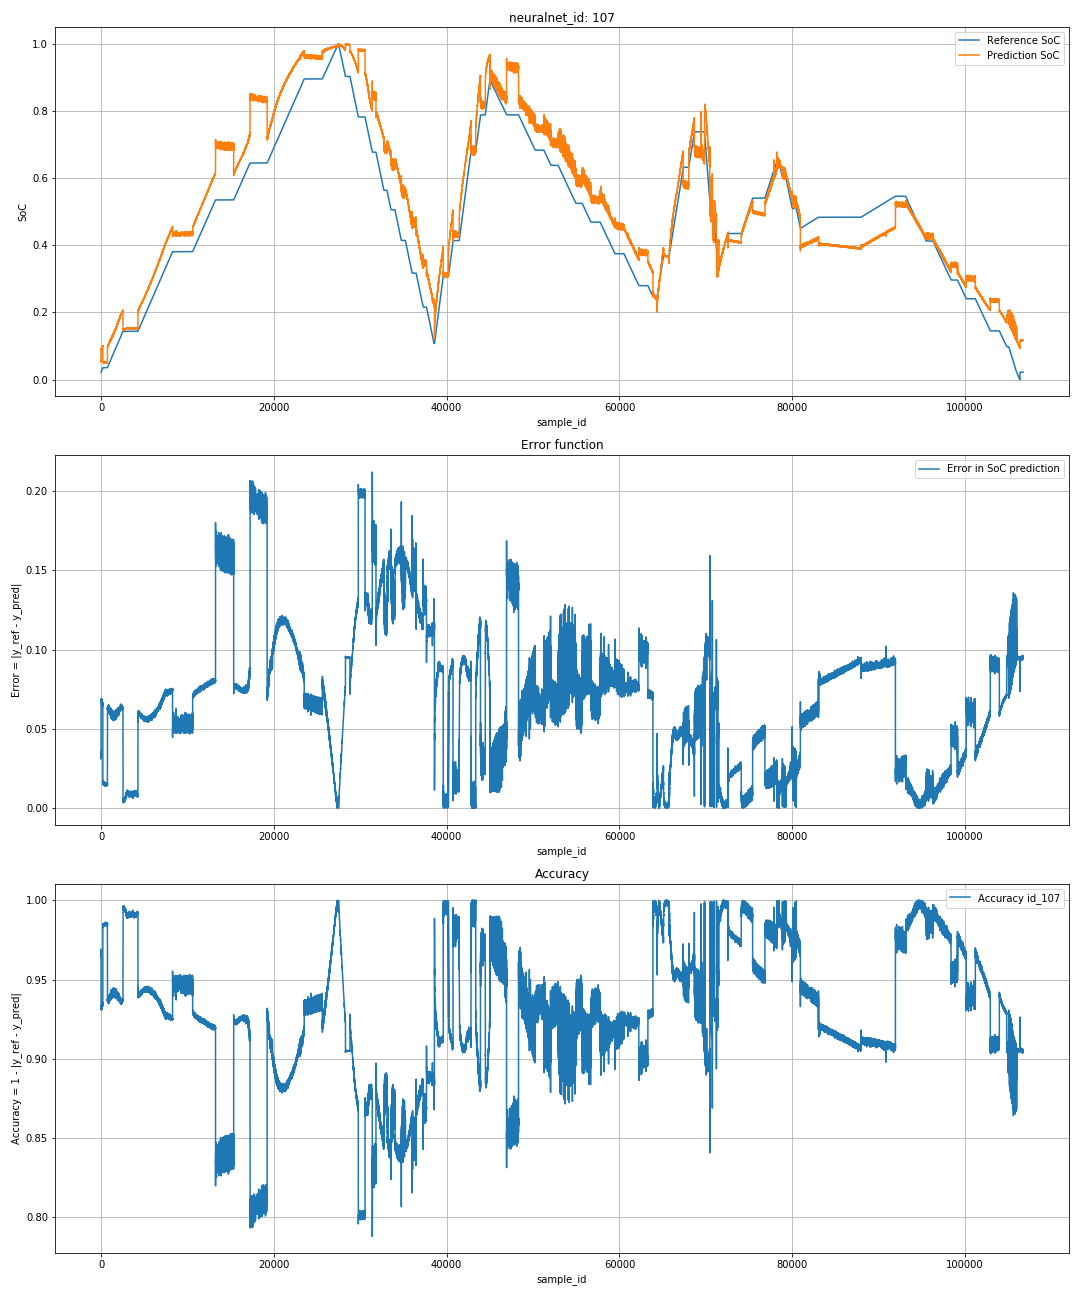 neuralnet_id: 107
Reference SoC
Prediction SoC
SoC
1.0
0.8
0.6
0.4
0.2
0.0
0 20000 40000 60000 80000 100000
sample_id
Error function
Error in SoC prediction
Error = |y_ref - y_pred|
0.20
0.15
0.10
0.05
0.00
0 20000 40000 60000 80000 100000
sample_id
Accuracy
Accuracy id_107
Accuracy = 1 - |y_ref - y_pred|
1.00
0.95
0.90
0.85
0.80
0 20000 40000 60000 80000 100000
sample_id